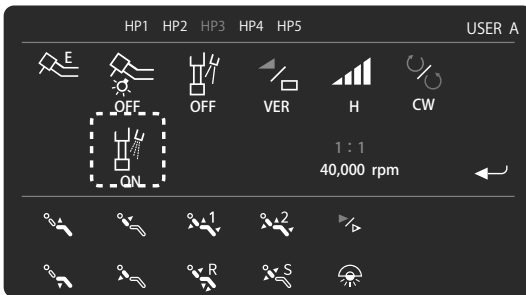 HP1 HP2 HP3 HP4 HP5 USER A
E
OFF OFF VER H CW
ON
1 : 1
40,000 rpm
1 2
R S